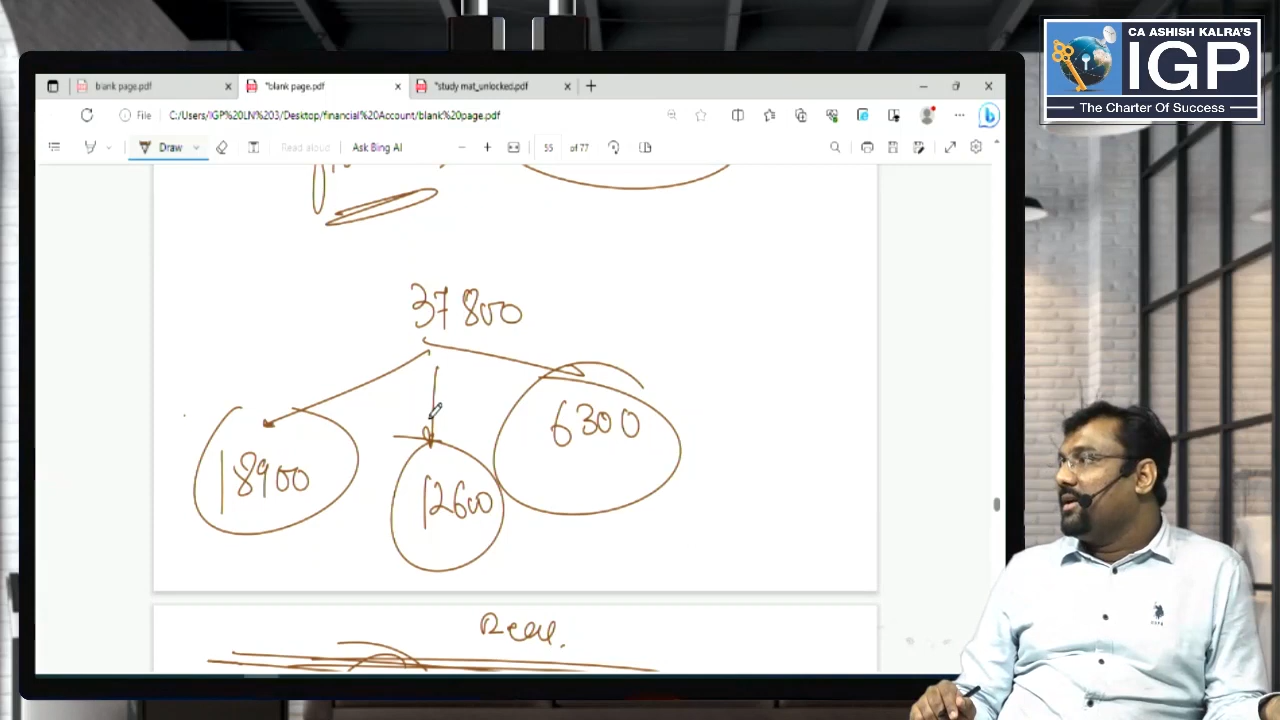 CA ASHISH KALRA'S
IGP
The Charter Of Success
blank page.pdf
*blank page.pdf
*study mat_unlocked.pdf
File
C:/Users/IGP%20LN%203/Desktop/financial%20Account/blank%20page.pdf
Draw
Read aloud
Ask Bing AI
55
of 77
37800
18900
12600
6300